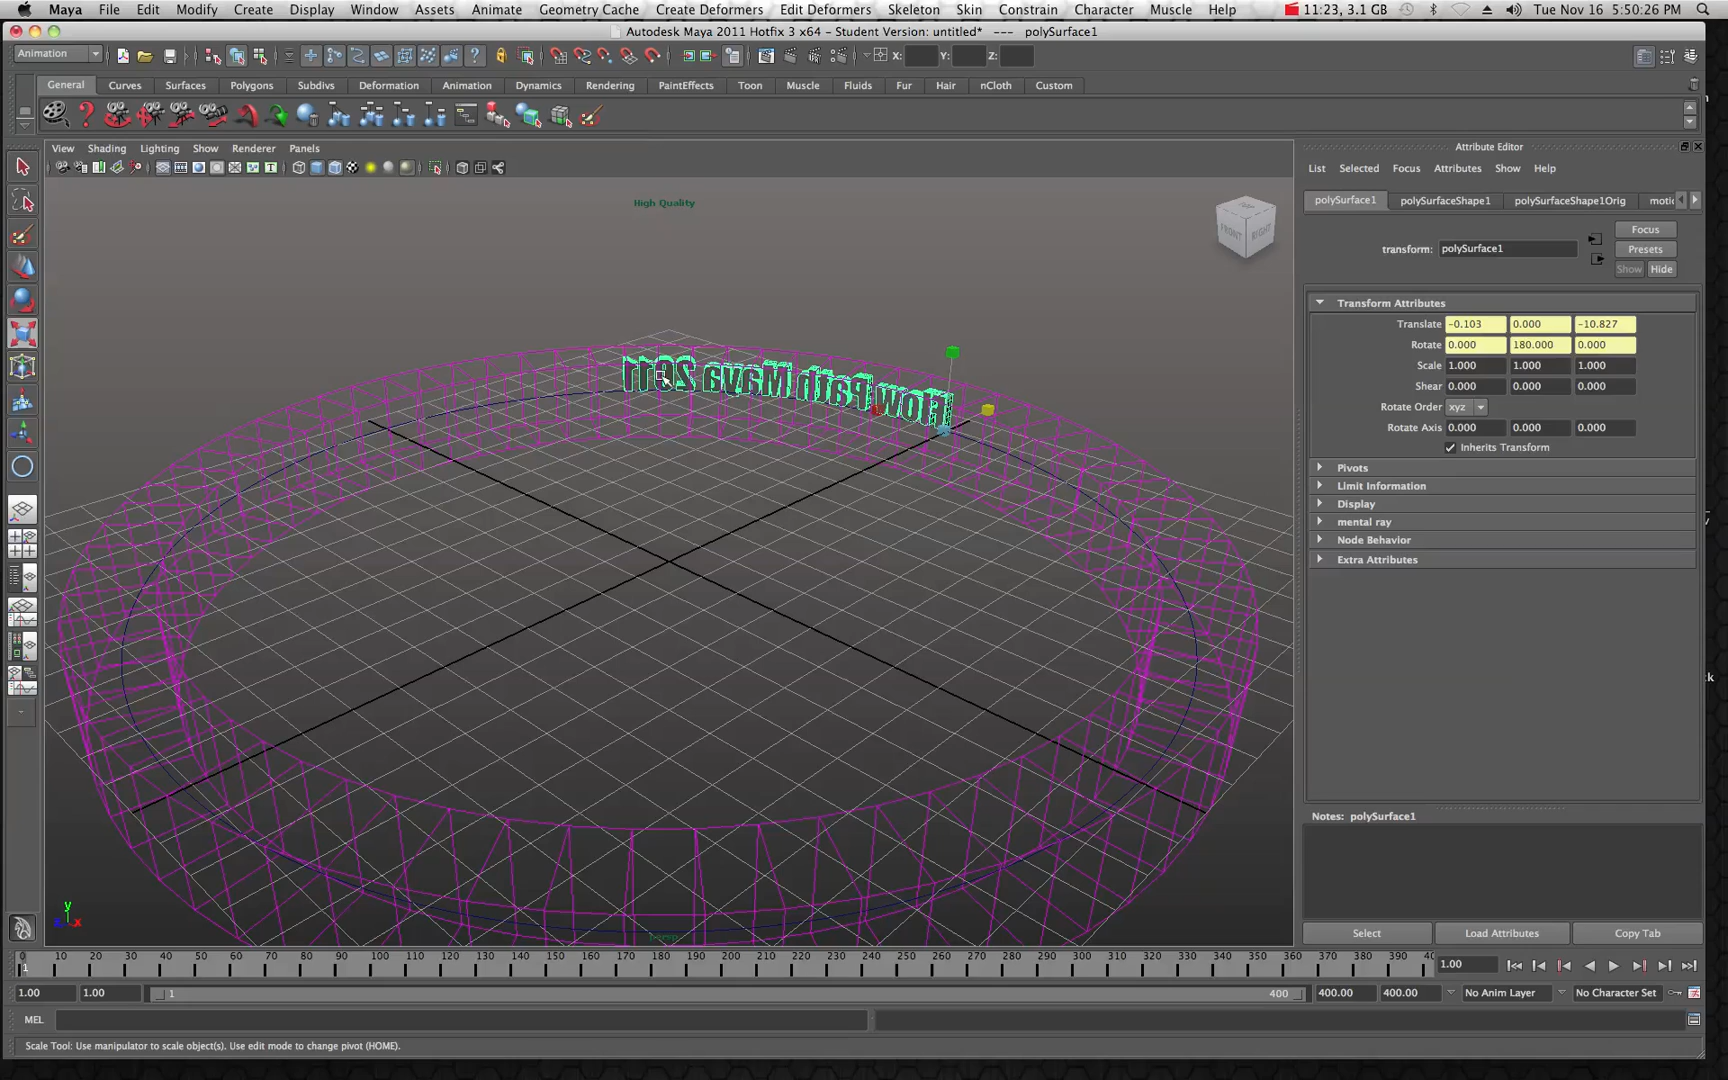 Maya File Edit Modify Create Display Window Assets Animate Geometry Cache Create Deformers Edit Deformers Skeleton Skin Constrain Character Muscle Help 11:23, 3.1 GB Tue Nov 16 5:50:26 PM
Autodesk Maya 2011 Hotfix 3 x64 - Student Version: untitled* --- polySurface1
Animation X: Y: Z:
General Curves Surfaces Polygons Subdivs Deformation Animation Dynamics Rendering PaintEffects Toon Muscle Fluids Fur Hair nCloth Custom
View Shading Lighting Show Renderer Panels
High Quality
FRONT RIGHT
Flow Path Maya 2011
y
x
Attribute Editor
List Selected Focus Attributes Show Help
polySurface1 polySurfaceShape1 polySurfaceShape1Orig motic
transform: polySurface1
Focus
Presets
Show Hide
Transform Attributes
Translate -0.103 0.000 -10.827
Rotate 0.000 180.000 0.000
Scale 1.000 1.000 1.000
Shear 0.000 0.000 0.000
Rotate Order xyz
Rotate Axis 0.000 0.000 0.000
Inherits Transform
Pivots
Limit Information
Display
mental ray
Node Behavior
Extra Attributes
Notes: polySurface1
Select Load Attributes Copy Tab
0 10 20 30 40 50 60 70 80 90 100 110 120 130 140 150 160 170 180 190 200 210 220 230 240 250 260 270 280 290 300 310 320 330 340 350 360 370 380 390 40 1.00
1
1.00 1.00 1 400 400.00 400.00 No Anim Layer No Character Set
MEL
Scale Tool: Use manipulator to scale object(s). Use edit mode to change pivot (HOME).